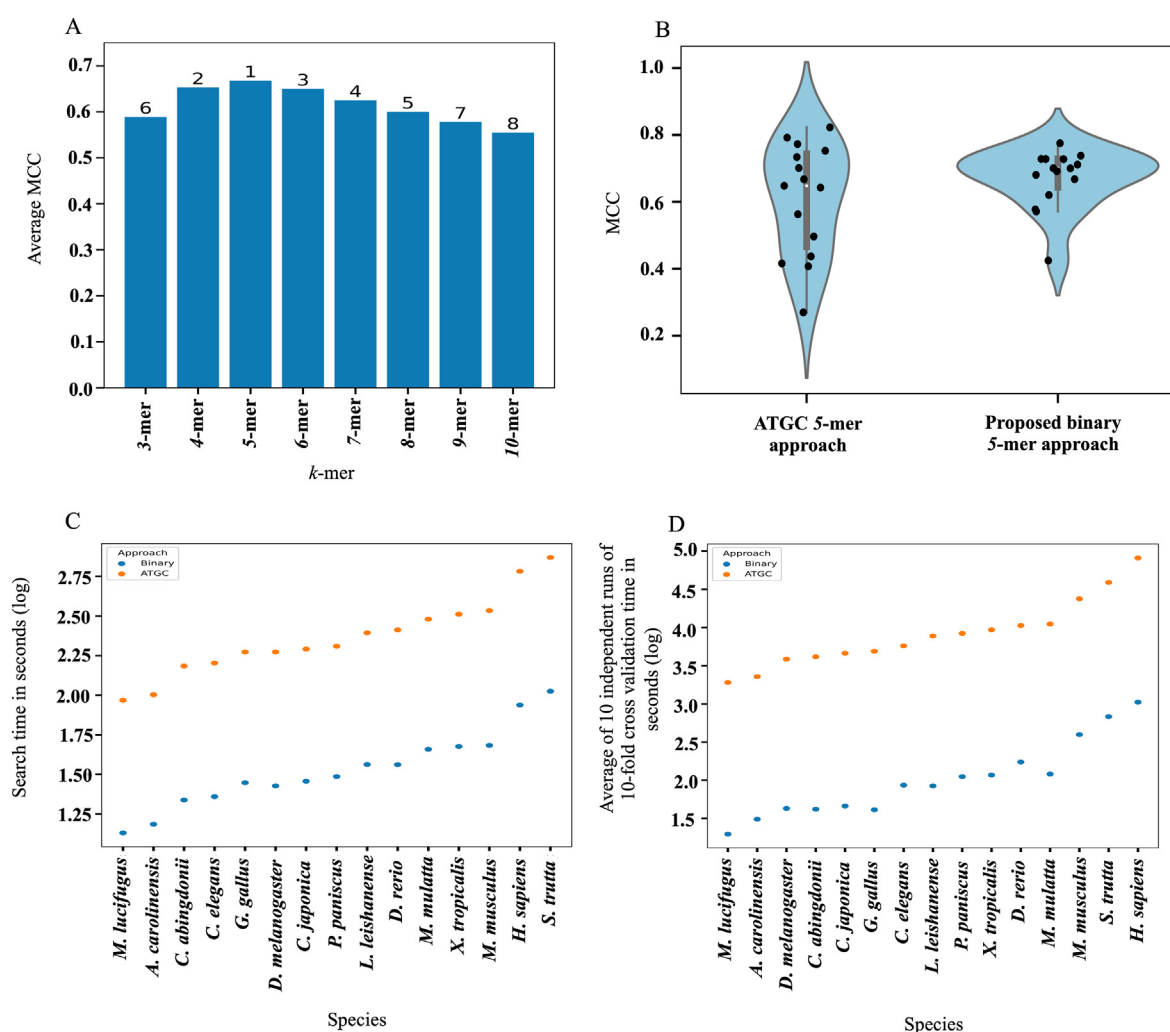 A
0.7
0.6
0.5
0.4
0.3
0.2
0.1
0.0
Average MCC
6
2
1
3
4
5
7
8
3-mer
4-mer
5-mer
6-mer
7-mer
8-mer
9-mer
10-mer
k-mer
B
1.0
0.8
0.6
0.4
0.2
MCC
ATGC 5-mer
approach
Proposed binary
5-mer approach
C
Approach
Binary
ATGC
2.75
2.50
2.25
2.00
1.75
1.50
1.25
Search time in seconds (log)
M. lucifugus
A. carolinensis
C. abingdonii
C. elegans
G. gallus
D. melanogaster
C. japonica
P. paniscus
L. leishanense
D. rerio
M. mulatta
X. tropicalis
M. musculus
H. sapiens
S. trutta
Species
D
Approach
Binary
ATGC
5.0
4.5
4.0
3.5
3.0
2.5
2.0
1.5
Average of 10 independent runs of
10-fold cross validation time in
seconds (log)
M. lucifugus
A. carolinensis
D. melanogaster
C. abingdonii
C. japonica
G. gallus
C. elegans
L. leishanense
P. paniscus
X. tropicalis
D. rerio
M. mulatta
M. musculus
S. trutta
H. sapiens
Species